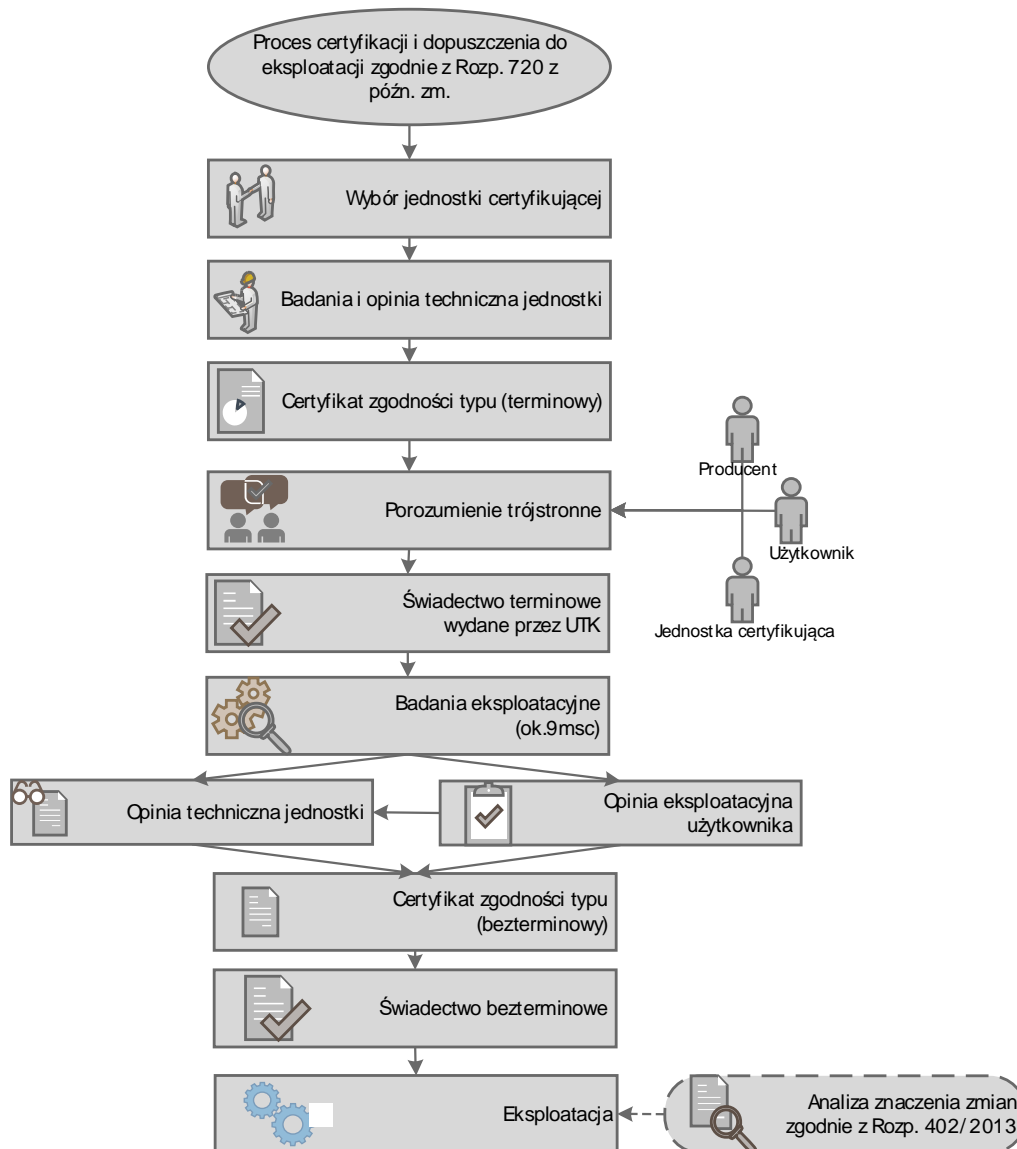 Proces certyfikacji i dopuszczenia do
eksploatacji zgodnie z Rozp. 720 z
późn. zm.
Wybór jednostki certyfikującej
Badania i opinia techniczna jednostki
Certyfikat zgodności typu (terminowy)
Producent
Porozumienie trójstronne
Użytkownik
Świadectwo terminowe
wydane przez UTK
Jednostka certyfikująca
Badania eksploatacyjne
(ok.9msc)
Opinia techniczna jednostki
Opinia eksploatacyjna
użytkownika
Certyfikat zgodności typu
(bezterminowy)
Świadectwo bezterminowe
Eksploatacja
Analiza znaczenia zmian
zgodnie z Rozp. 402/2013